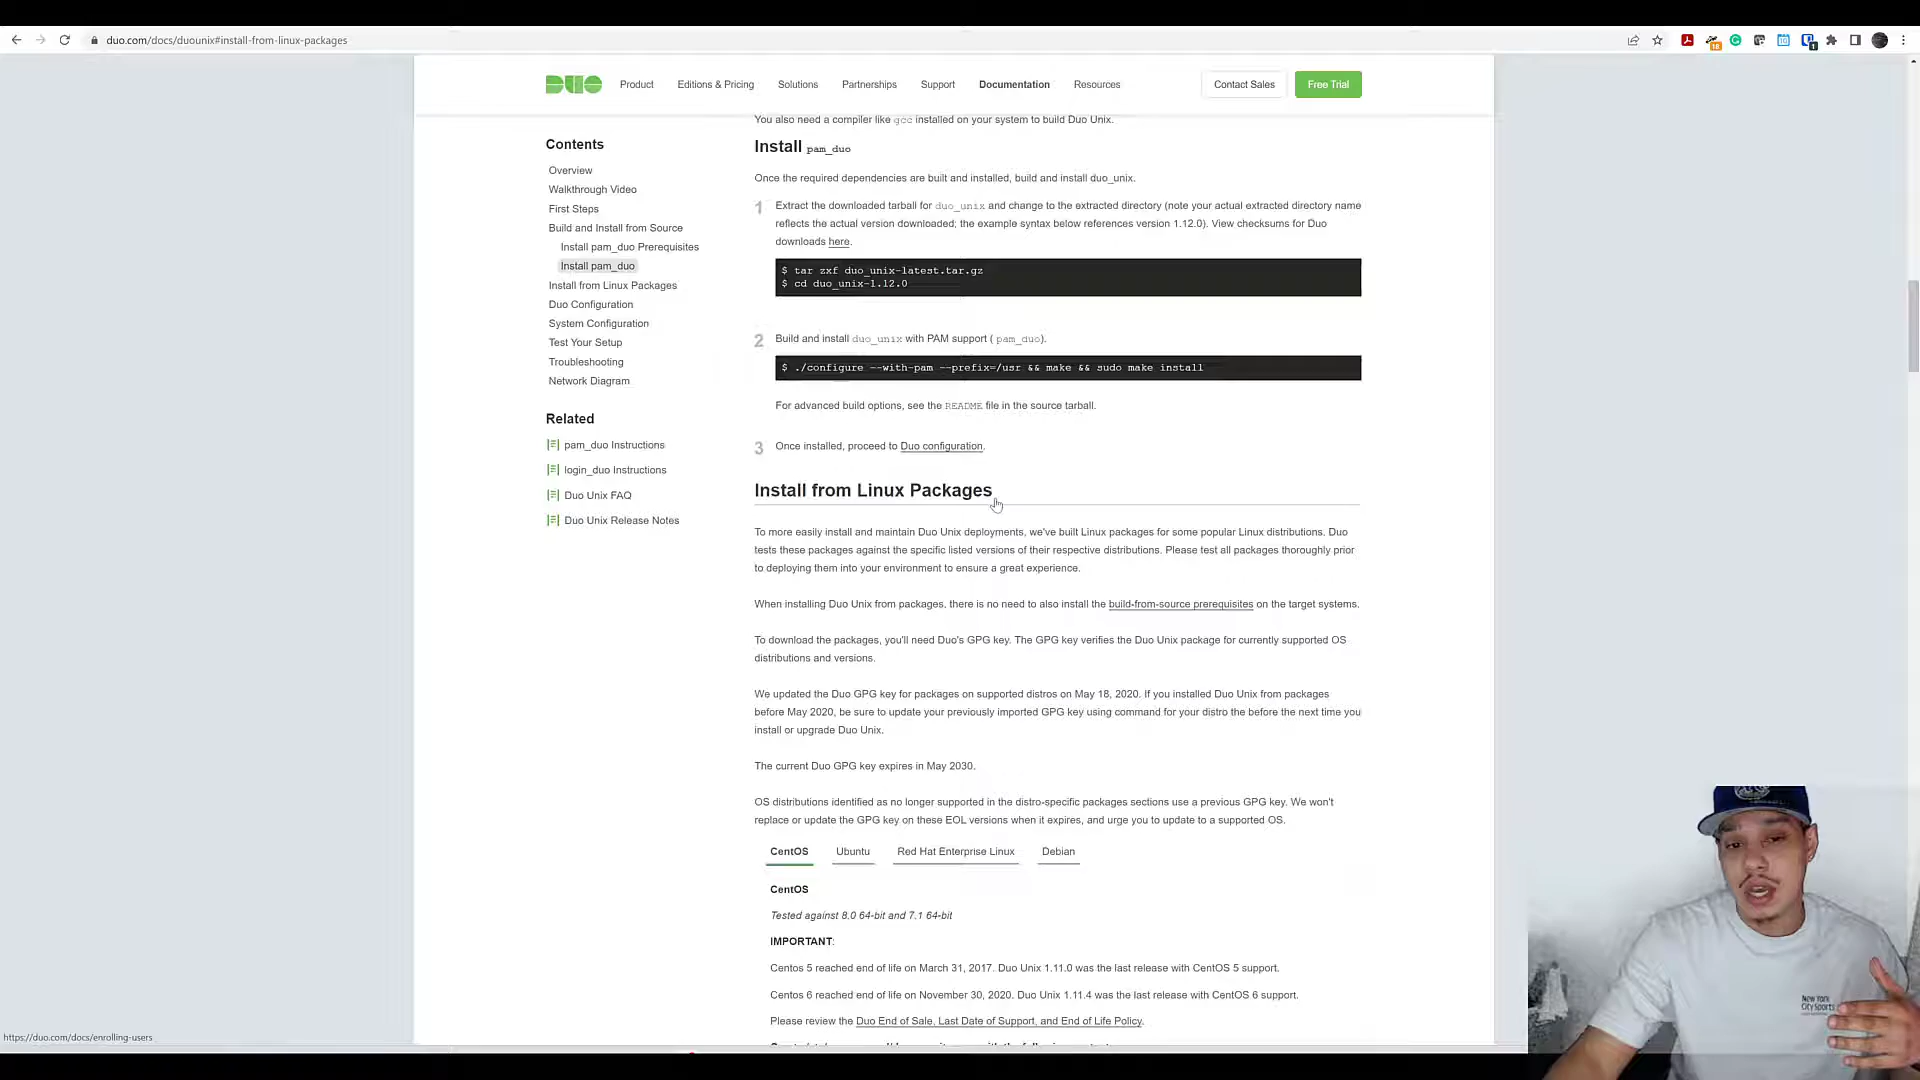 duo.com/docs/duounix#install-from-linux-packages
18
1
DUO
Product
Editions & Pricing
Solutions
Partnerships
Support
Documentation
Resources
Contact Sales
Free Trial
Contents
Overview
Walkthrough Video
First Steps
Build and Install from Source
Install pam_duo Prerequisites
Install pam_duo
Install from Linux Packages
Duo Configuration
System Configuration
Test Your Setup
Troubleshooting
Network Diagram
Related
pam_duo Instructions
login_duo Instructions
Duo Unix FAQ
Duo Unix Release Notes
You also need a compiler like gcc installed on your system to build Duo Unix.
Install pam_duo
Once the required dependencies are built and installed, build and install duo_unix.
1 Extract the downloaded tarball for duo_unix and change to the extracted directory (note your actual extracted directory name
reflects the actual version downloaded; the example syntax below references version 1.12.0). View checksums for Duo
downloads here.
$ tar zxf duo_unix-latest.tar.gz
$ cd duo_unix-1.12.0
2 Build and install duo_unix with PAM support ( pam_duo).
$ ./configure --with-pam --prefix=/usr && make && sudo make install
For advanced build options, see the README file in the source tarball.
3 Once installed, proceed to Duo configuration.
Install from Linux Packages
To more easily install and maintain Duo Unix deployments, we've built Linux packages for some popular Linux distributions. Duo
tests these packages against the specific listed versions of their respective distributions. Please test all packages thoroughly prior
to deploying them into your environment to ensure a great experience.
When installing Duo Unix from packages, there is no need to also install the build-from-source prerequisites on the target systems.
To download the packages, you'll need Duo's GPG key. The GPG key verifies the Duo Unix package for currently supported OS
distributions and versions.
We updated the Duo GPG key for packages on supported distros on May 18, 2020. If you installed Duo Unix from packages
before May 2020, be sure to update your previously imported GPG key using command for your distro the before the next time you
install or upgrade Duo Unix.
The current Duo GPG key expires in May 2030.
OS distributions identified as no longer supported in the distro-specific packages sections use a previous GPG key. We won't
replace or update the GPG key on these EOL versions when it expires, and urge you to update to a supported OS.
CentOS
Ubuntu
Red Hat Enterprise Linux
Debian
CentOS
Tested against 8.0 64-bit and 7.1 64-bit
IMPORTANT:
Centos 5 reached end of life on March 31, 2017. Duo Unix 1.11.0 was the last release with CentOS 5 support.
Centos 6 reached end of life on November 30, 2020. Duo Unix 1.11.4 was the last release with CentOS 6 support.
Please review the Duo End of Sale, Last Date of Support, and End of Life Policy.
https://duo.com/docs/enrolling-users
New York
City Sports